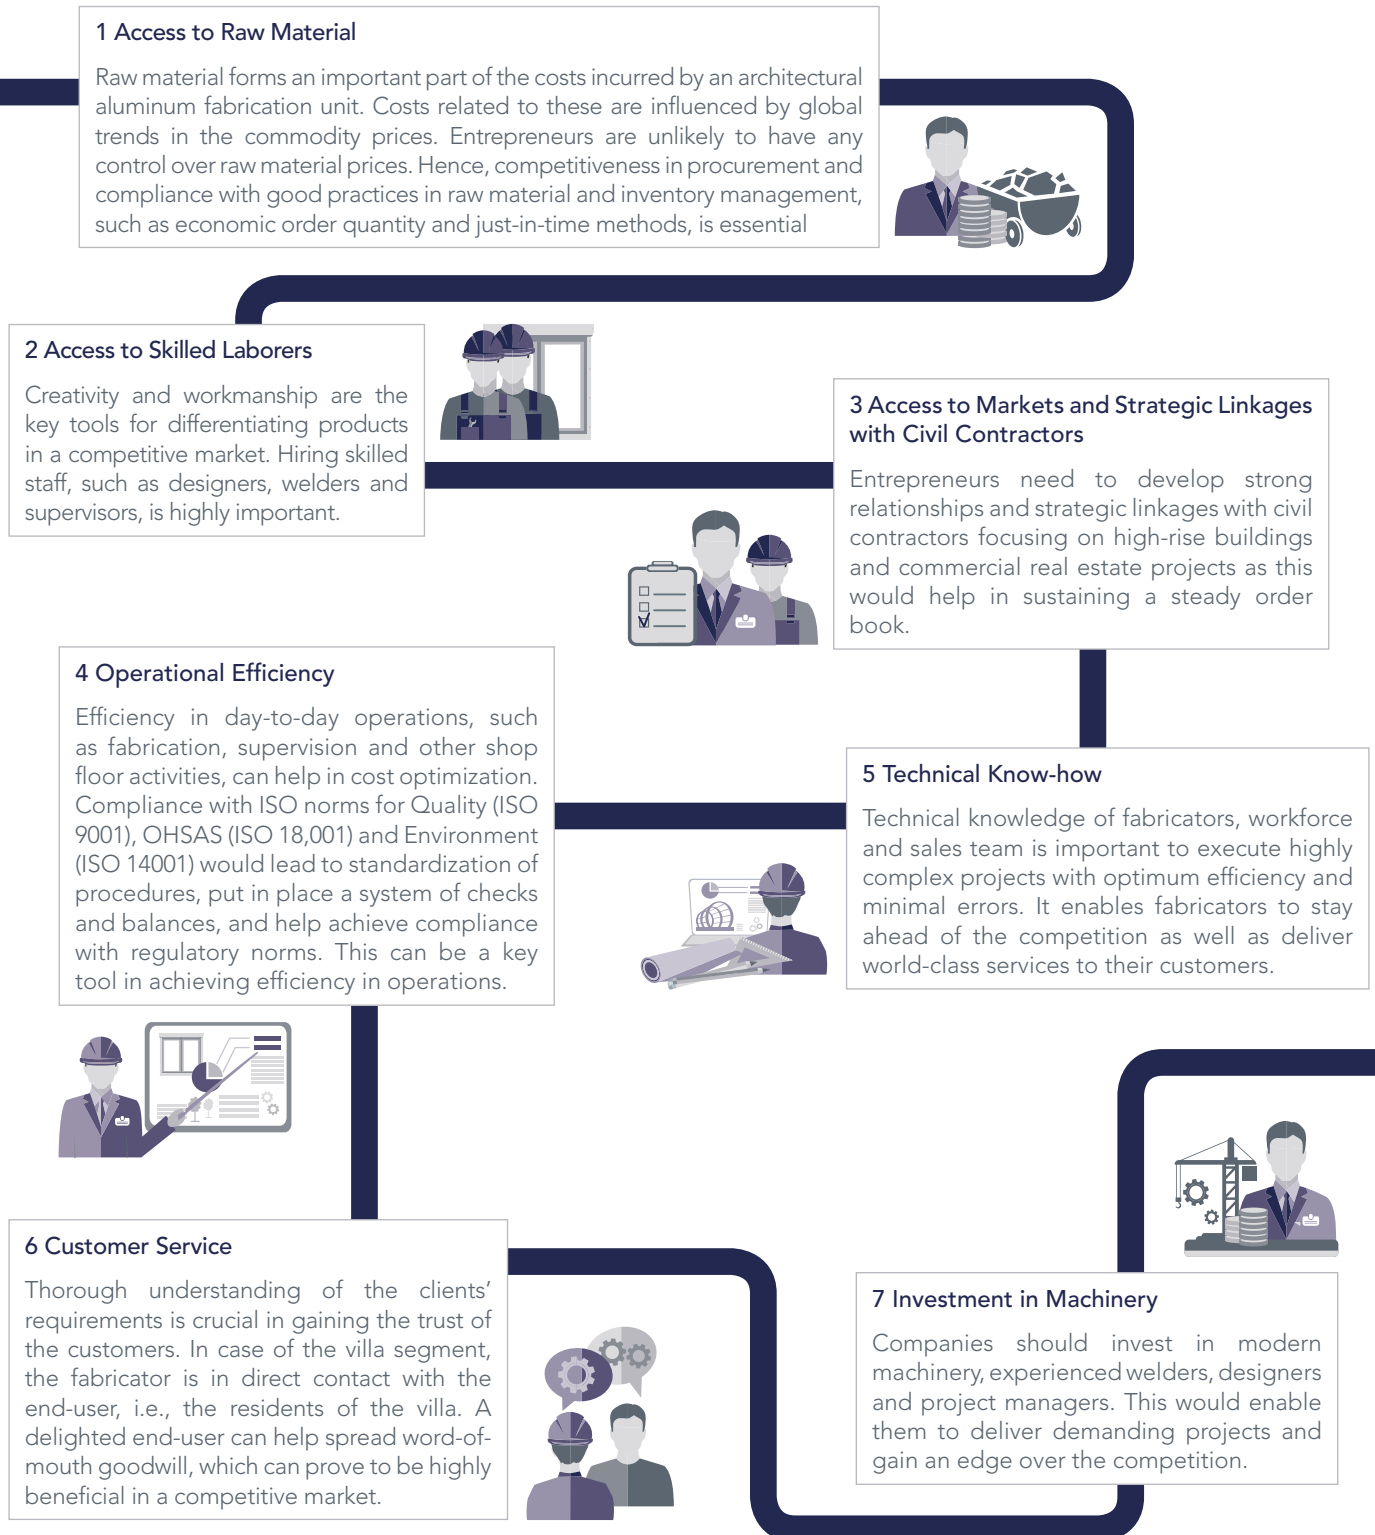 1 Access to Raw Material
Raw material forms an important part of the costs incurred by an architectural
aluminum fabrication unit. Costs related to these are influenced by global
trends in the commodity prices. Entrepreneurs are unlikely to have any
control over raw material prices. Hence, competitiveness in procurement and
compliance with good practices in raw material and inventory management,
such as economic order quantity and just-in-time methods, is essential
2 Access to Skilled Laborers
Creativity and workmanship are the
key tools for differentiating products
in a competitive market. Hiring skilled
staff, such as designers, welders and
supervisors, is highly important.
3 Access to Markets and Strategic Linkages
with Civil Contractors
Entrepreneurs need to develop strong
relationships and strategic linkages with civil
contractors focusing on high-rise buildings
and commercial real estate projects as this
would help in sustaining a steady order
book.
4 Operational Efficiency
Efficiency in day-to-day operations, such
as fabrication, supervision and other shop
floor activities, can help in cost optimization.
Compliance with ISO norms for Quality (ISO
9001), OHSAS (ISO 18,001) and Environment
(ISO 14001) would lead to standardization of
procedures, put in place a system of checks
and balances, and help achieve compliance
with regulatory norms. This can be a key
tool in achieving efficiency in operations.
5 Technical Know-how
Technical knowledge of fabricators, workforce
and sales team is important to execute highly
complex projects with optimum efficiency and
minimal errors. It enables fabricators to stay
ahead of the competition as well as deliver
world-class services to their customers.
6 Customer Service
Thorough understanding of the clients’
requirements is crucial in gaining the trust of
the customers. In case of the villa segment,
the fabricator is in direct contact with the
end-user, i.e., the residents of the villa. A
delighted end-user can help spread word-of-
mouth goodwill, which can prove to be highly
beneficial in a competitive market.
7 Investment in Machinery
Companies should invest in modern
machinery, experienced welders, designers
and project managers. This would enable
them to deliver demanding projects and
gain an edge over the competition.